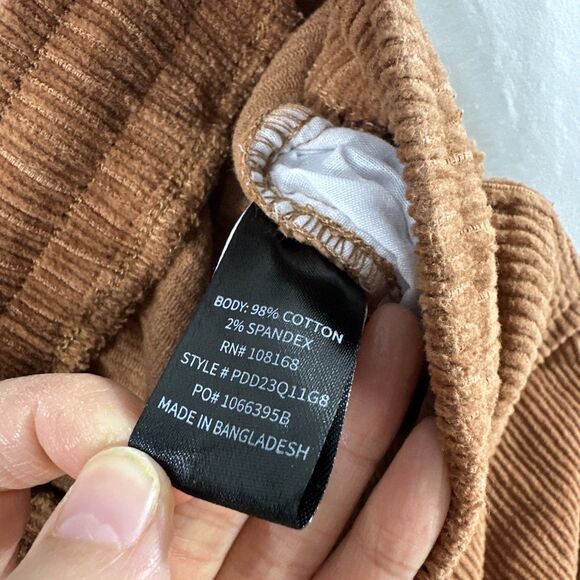 BODY: 98% COTTON
2% SPANDEX
RN# 108168
STYLE # PDD23Q11G8
PO# 1066395B
MADE IN BANGLADESH